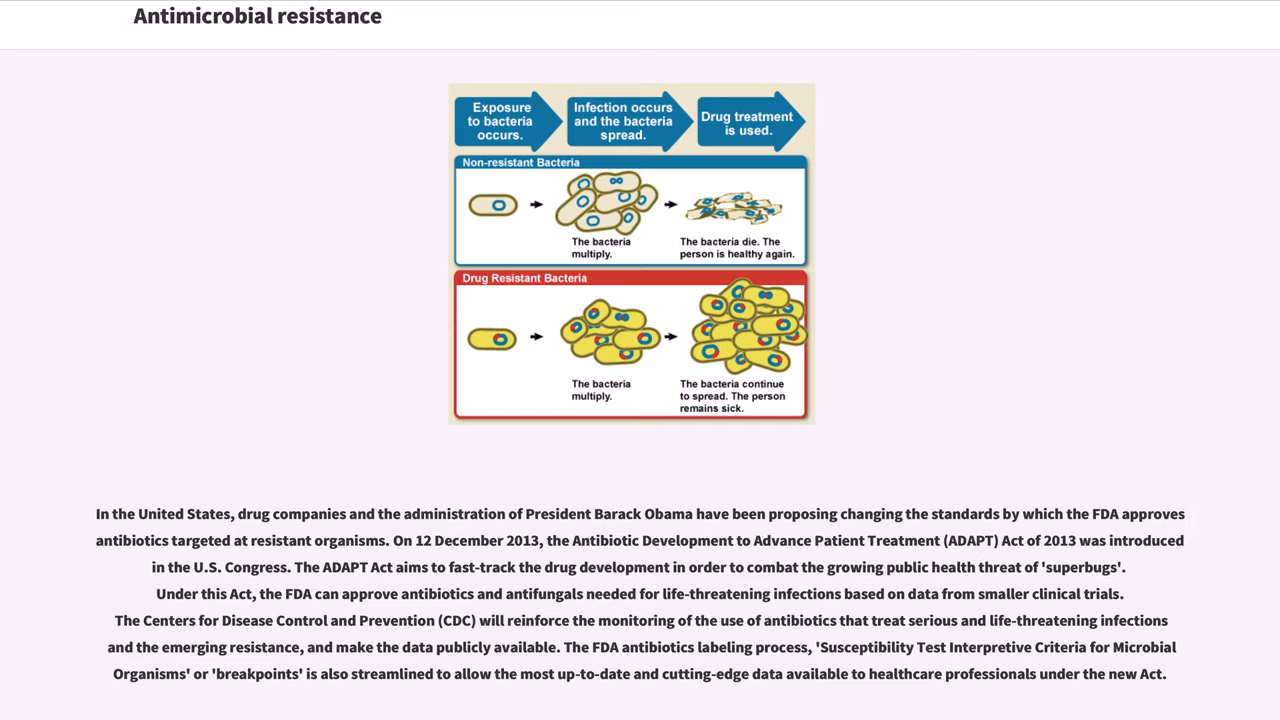 Antimicrobial resistance
Exposure
to bacteria
occurs.
Infection occurs
and the bacteria
spread.
Drug treatment
is used.
Non-resistant Bacteria
The bacteria
multiply.
The bacteria die. The
person is healthy again.
Drug Resistant Bacteria
The bacteria
multiply.
The bacteria continue
to spread. The person
remains sick.
In the United States, drug companies and the administration of President Barack Obama have been proposing changing the standards by which the FDA approves
antibiotics targeted at resistant organisms. On 12 December 2013, the Antibiotic Development to Advance Patient Treatment (ADAPT) Act of 2013 was introduced
in the U.S. Congress. The ADAPT Act aims to fast-track the drug development in order to combat the growing public health threat of 'superbugs'.
Under this Act, the FDA can approve antibiotics and antifungals needed for life-threatening infections based on data from smaller clinical trials.
The Centers for Disease Control and Prevention (CDC) will reinforce the monitoring of the use of antibiotics that treat serious and life-threatening infections
and the emerging resistance, and make the data publicly available. The FDA antibiotics labeling process, 'Susceptibility Test Interpretive Criteria for Microbial
Organisms' or 'breakpoints' is also streamlined to allow the most up-to-date and cutting-edge data available to healthcare professionals under the new Act.